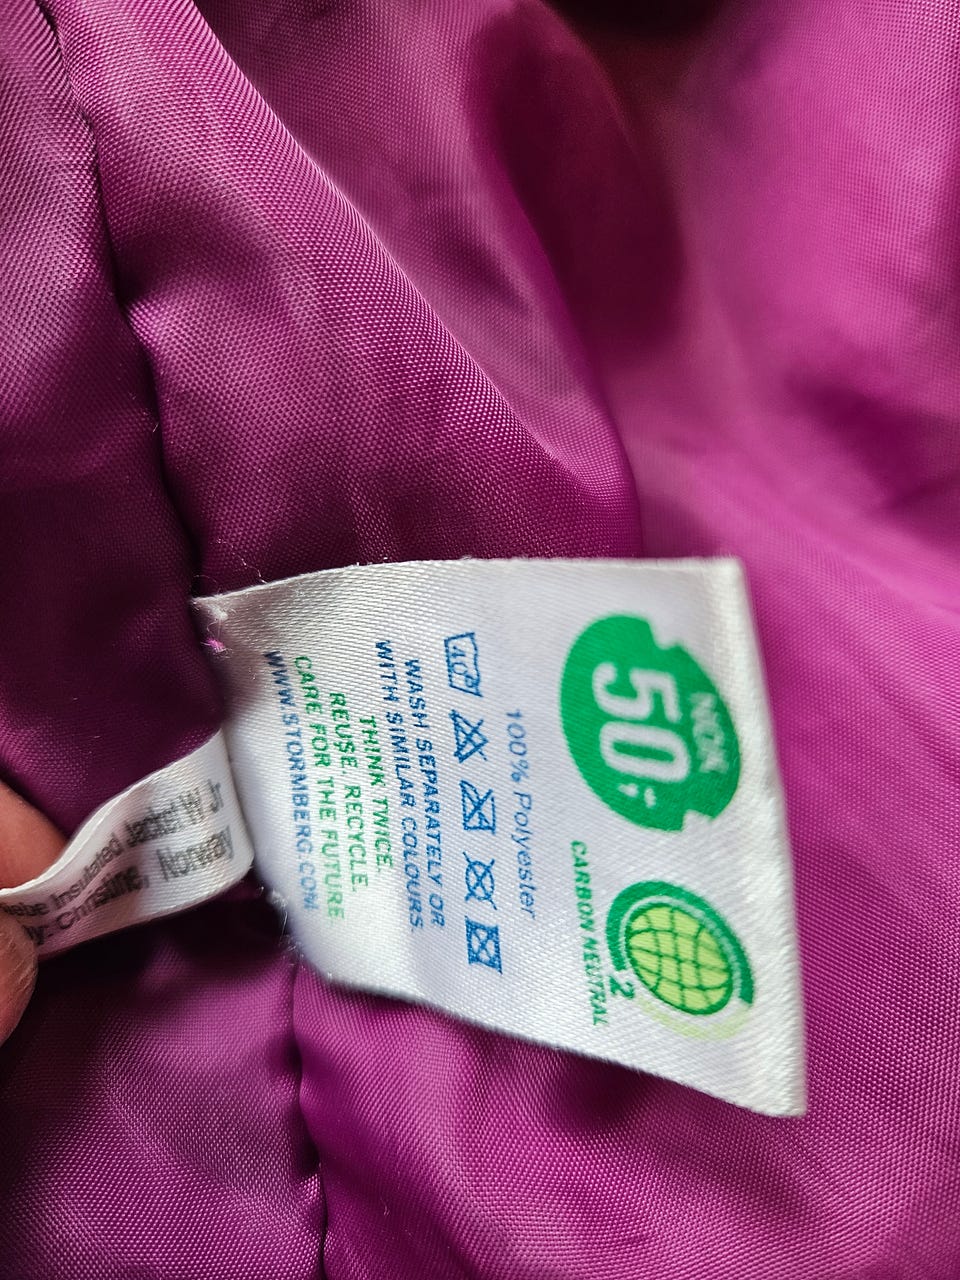 NOK
50,-
CARBON NEUTRAL
2
100% Polyester
40
WASH SEPARATELY OR
WITH SIMILAR COLOURS.
THINK TWICE.
REUSE. RECYCLE.
CARE FOR THE FUTURE
WWW.STORMBERG.COM
Insulated Jacket W Jr
Christine, Norway